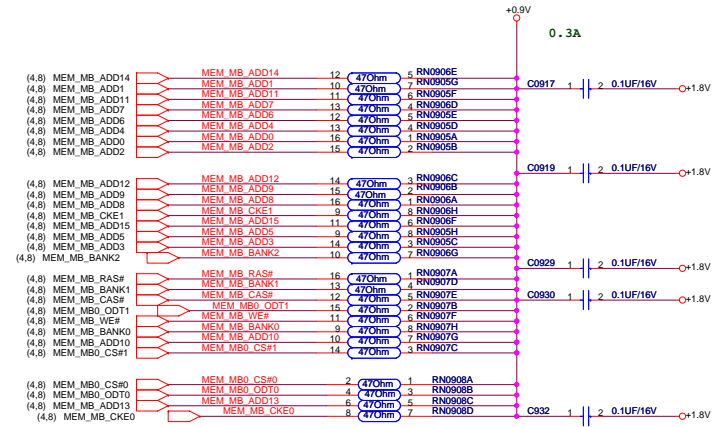 +0.9V
0.3A
(4,8) MEM_MB_ADD14 MEM_MB_ADD14 12 47Ohm 5 RN0906E
(4,8) MEM_MB_ADD1 MEM_MB_ADD1 10 47Ohm 7 RN0905G C0917 1 2 0.1UF/16V +1.8V
(4,8) MEM_MB_ADD11 MEM_MB_ADD11 11 47Ohm 6 RN0905F
(4,8) MEM_MB_ADD7 MEM_MB_ADD7 13 47Ohm 4 RN0906D
(4,8) MEM_MB_ADD6 MEM_MB_ADD6 12 47Ohm 5 RN0905E
(4,8) MEM_MB_ADD4 MEM_MB_ADD4 13 47Ohm 4 RN0905D
(4,8) MEM_MB_ADD0 MEM_MB_ADD0 16 47Ohm 1 RN0905A
(4,8) MEM_MB_ADD2 MEM_MB_ADD2 15 47Ohm 2 RN0905B
C0919 1 2 0.1UF/16V +1.8V
(4,8) MEM_MB_ADD12 MEM_MB_ADD12 14 47Ohm 3 RN0906C
(4,8) MEM_MB_ADD9 MEM_MB_ADD9 15 47Ohm 2 RN0906B
(4,8) MEM_MB_ADD8 MEM_MB_ADD8 16 47Ohm 1 RN0906A
(4,8) MEM_MB_CKE1 MEM_MB_CKE1 9 47Ohm 8 RN0906H
(4,8) MEM_MB_ADD15 MEM_MB_ADD15 11 47Ohm 6 RN0906F
(4,8) MEM_MB_ADD5 MEM_MB_ADD5 9 47Ohm 8 RN0905H
(4,8) MEM_MB_ADD3 MEM_MB_ADD3 14 47Ohm 3 RN0905C
(4,8) MEM_MB_BANK2 MEM_MB_BANK2 10 47Ohm 7 RN0906G
C0929 1 2 0.1UF/16V +1.8V
(4,8) MEM_MB_RAS# MEM_MB_RAS# 16 47Ohm 1 RN0907A
(4,8) MEM_MB_BANK1 MEM_MB_BANK1 13 47Ohm 4 RN0907D
(4,8) MEM_MB_CAS# MEM_MB_CAS# 12 47Ohm 5 RN0907E C0930 1 2 0.1UF/16V +1.8V
(4,8) MEM_MB0_ODT1 MEM_MB0_ODT1 15 47Ohm 2 RN0907B
(4,8) MEM_MB_WE# MEM_MB_WE# 11 47Ohm 6 RN0907F
(4,8) MEM_MB_BANK0 MEM_MB_BANK0 9 47Ohm 8 RN0907H
(4,8) MEM_MB_ADD10 MEM_MB_ADD10 10 47Ohm 7 RN0907G
(4,8) MEM_MB0_CS#1 MEM_MB0_CS#1 14 47Ohm 3 RN0907C
(4,8) MEM_MB0_CS#0 MEM_MB0_CS#0 2 47Ohm 1 RN0908A
(4,8) MEM_MB0_ODT0 MEM_MB0_ODT0 4 47Ohm 3 RN0908B
(4,8) MEM_MB_ADD13 MEM_MB_ADD13 6 47Ohm 5 RN0908C
(4,8) MEM_MB_CKE0 MEM_MB_CKE0 8 47Ohm 7 RN0908D C932 1 2 0.1UF/16V +1.8V